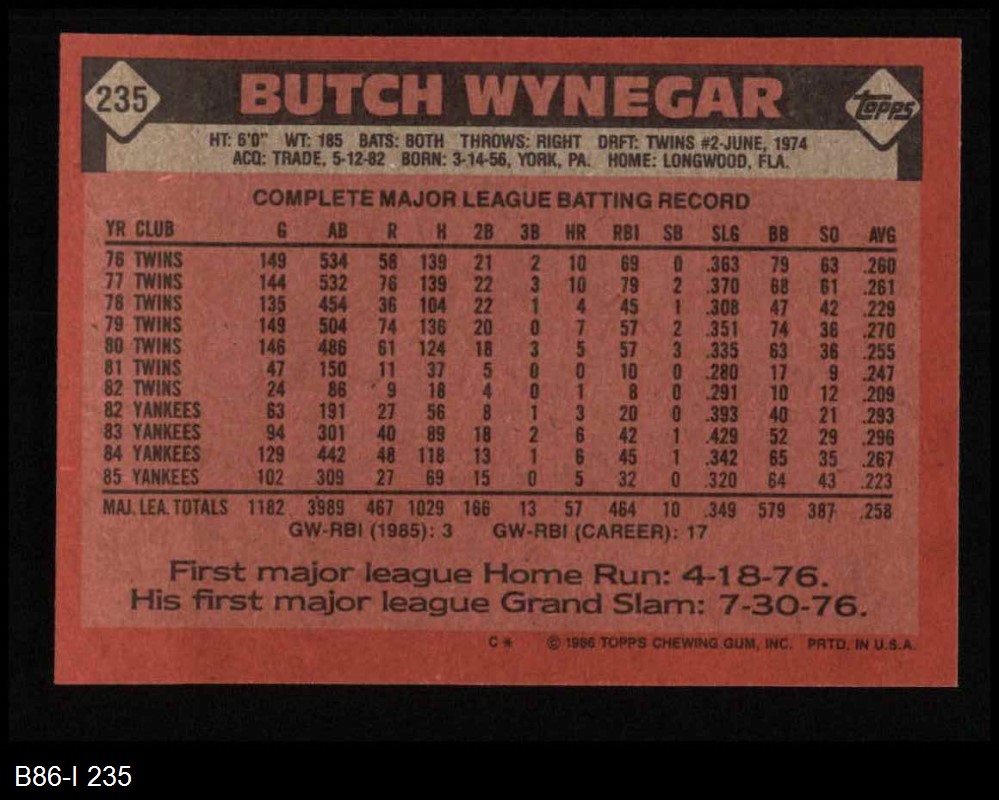 235 BUTCH WYNEGAR Topps
HT: 6'0" WT: 185 BATS: BOTH THROWS: RIGHT DRFT: TWINS #2-JUNE, 1974
ACQ: TRADE, 5-12-82 BORN: 3-14-56, YORK, PA. HOME: LONGWOOD, FLA.
COMPLETE MAJOR LEAGUE BATTING RECORD
YR CLUB G AB R H 2B 3B HR RBI SB SLG BB SO AVG
76 TWINS 149 534 58 139 21 2 10 69 0 .363 79 63 .260
77 TWINS 144 532 76 139 22 3 10 79 2 .370 68 61 .261
78 TWINS 135 454 36 104 22 1 4 45 1 .308 47 42 .229
79 TWINS 149 504 74 136 20 0 7 57 2 .351 74 36 .270
80 TWINS 146 486 61 124 18 3 5 57 3 .335 63 36 .255
81 TWINS 47 150 11 37 5 0 0 10 0 .280 17 9 .247
82 TWINS 24 86 9 18 4 0 1 8 0 .291 10 12 .209
82 YANKEES 63 191 27 56 8 1 3 20 0 .393 40 21 .293
83 YANKEES 94 301 40 89 18 2 6 42 1 .429 52 29 .296
84 YANKEES 129 442 48 118 13 1 6 45 1 .342 65 35 .267
85 YANKEES 102 309 27 69 15 0 5 32 0 .320 64 43 .223
MAJ. LEA. TOTALS 1182 3989 467 1029 166 13 57 464 10 .349 579 387 .258
GW-RBI (1985): 3 GW-RBI (CAREER): 17
First major league Home Run: 4-18-76.
His first major league Grand Slam: 7-30-76.
C* © 1986 TOPPS CHEWING GUM, INC. PRTD. IN U.S.A.
B86-I 235